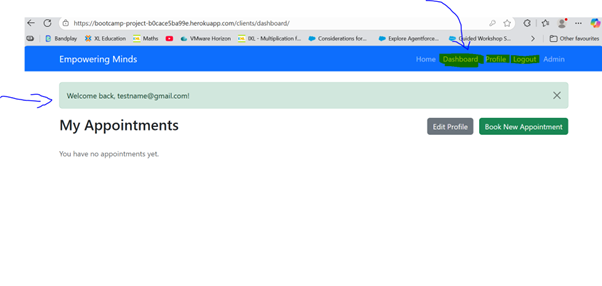 https://bootcamp-project-b0cace5ba99e.herokuapp.com/clients/dashboard/
Bandplay XL Education Maths VMware Horizon IXL - Multiplication f... Considerations for... Explore Agentforce... Guided Workshop S... Other favourites
Empowering Minds Home Dashboard Profile Logout Admin
Welcome back, testname@gmail.com!
My Appointments Edit Profile Book New Appointment
You have no appointments yet.